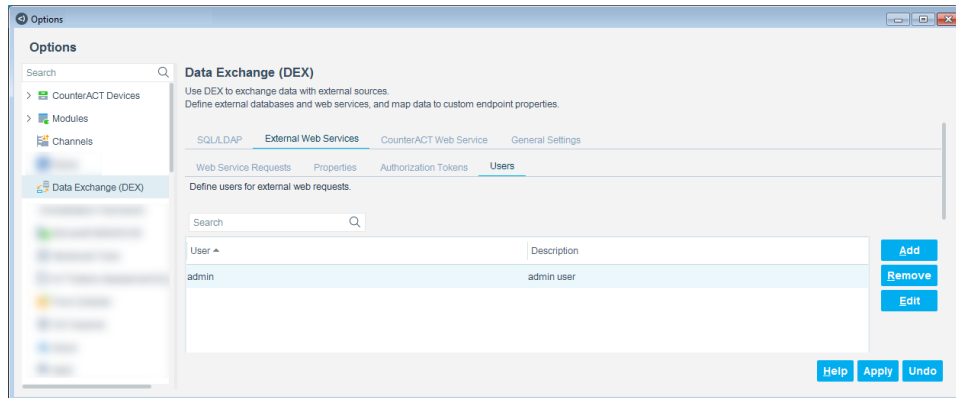 Options
Options
Search
CounterACT Devices
Modules
Channels
Data Exchange (DEX)
Data Exchange (DEX)
Use DEX to exchange data with external sources.
Define external databases and web services, and map data to custom endpoint properties.
SQL/LDAP External Web Services CounterACT Web Service General Settings
Web Service Requests Properties Authorization Tokens Users
Define users for external web requests.
Search
User Description
admin admin user
Add
Remove
Edit
Help Apply Undo